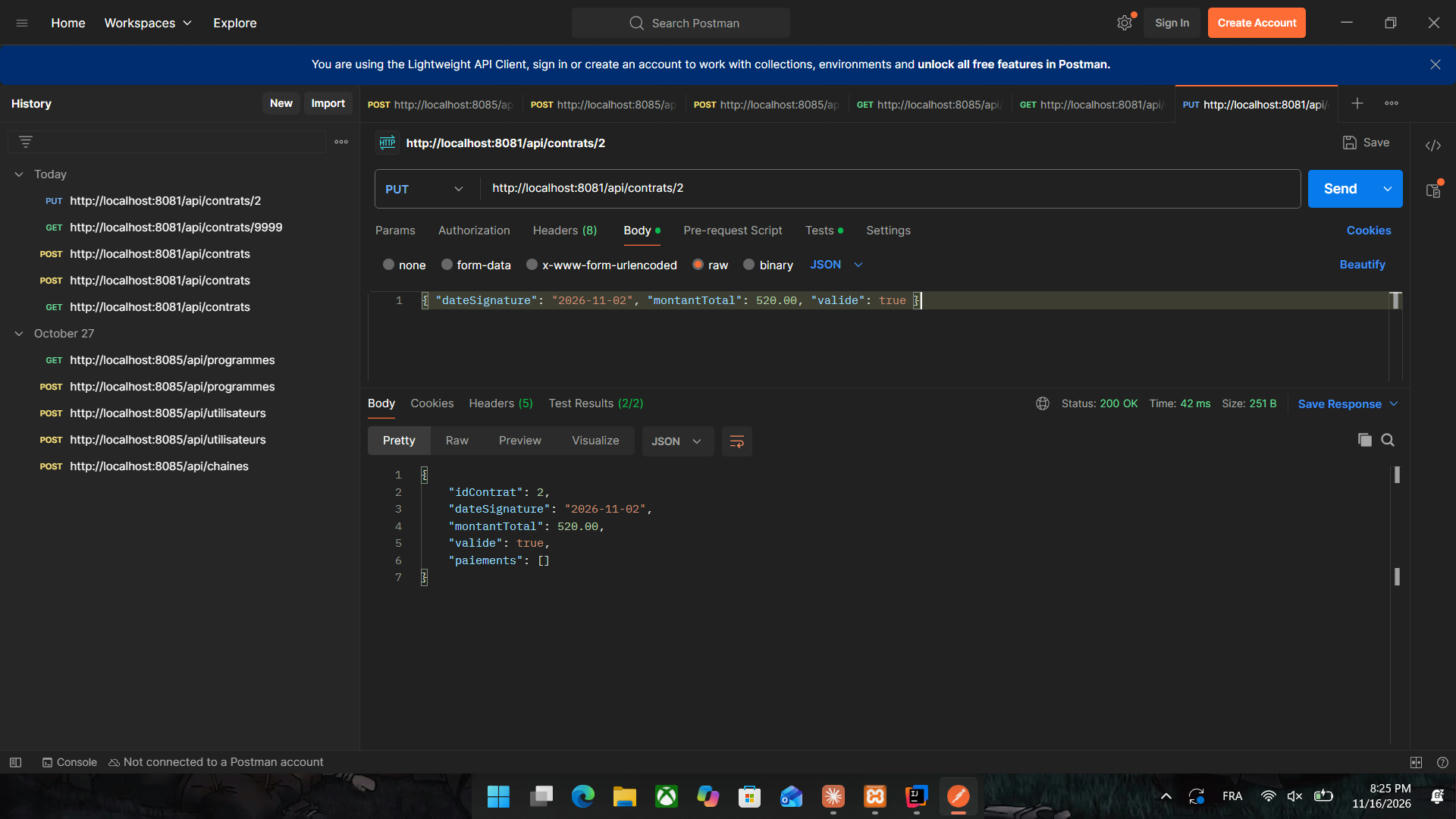 Home Workspaces Explore Search Postman Sign In Create Account
You are using the Lightweight API Client, sign in or create an account to work with collections, environments and unlock all free features in Postman.
History New Import
POST http://localhost:8085/ap POST http://localhost:8085/ap POST http://localhost:8085/ap GET http://localhost:8085/api/ GET http://localhost:8081/api/ PUT http://localhost:8081/api/
HTTP http://localhost:8081/api/contrats/2 Save
Today
PUT http://localhost:8081/api/contrats/2
GET http://localhost:8081/api/contrats/9999
POST http://localhost:8081/api/contrats
POST http://localhost:8081/api/contrats
GET http://localhost:8081/api/contrats
October 27
GET http://localhost:8085/api/programmes
POST http://localhost:8085/api/programmes
POST http://localhost:8085/api/utilisateurs
POST http://localhost:8085/api/utilisateurs
POST http://localhost:8085/api/chaines
PUT http://localhost:8081/api/contrats/2 Send
Params Authorization Headers (8) Body Pre-request Script Tests Settings Cookies
none form-data x-www-form-urlencoded raw binary JSON Beautify
1 { "dateSignature": "2026-11-02", "montantTotal": 520.00, "valide": true }
Body Cookies Headers (5) Test Results (2/2) Status: 200 OK Time: 42 ms Size: 251 B Save Response
Pretty Raw Preview Visualize JSON
1 {
2 "idContrat": 2,
3 "dateSignature": "2026-11-02",
4 "montantTotal": 520.00,
5 "valide": true,
6 "paiements": []
7 }
Console Not connected to a Postman account
FRA 8:25 PM
11/16/2026